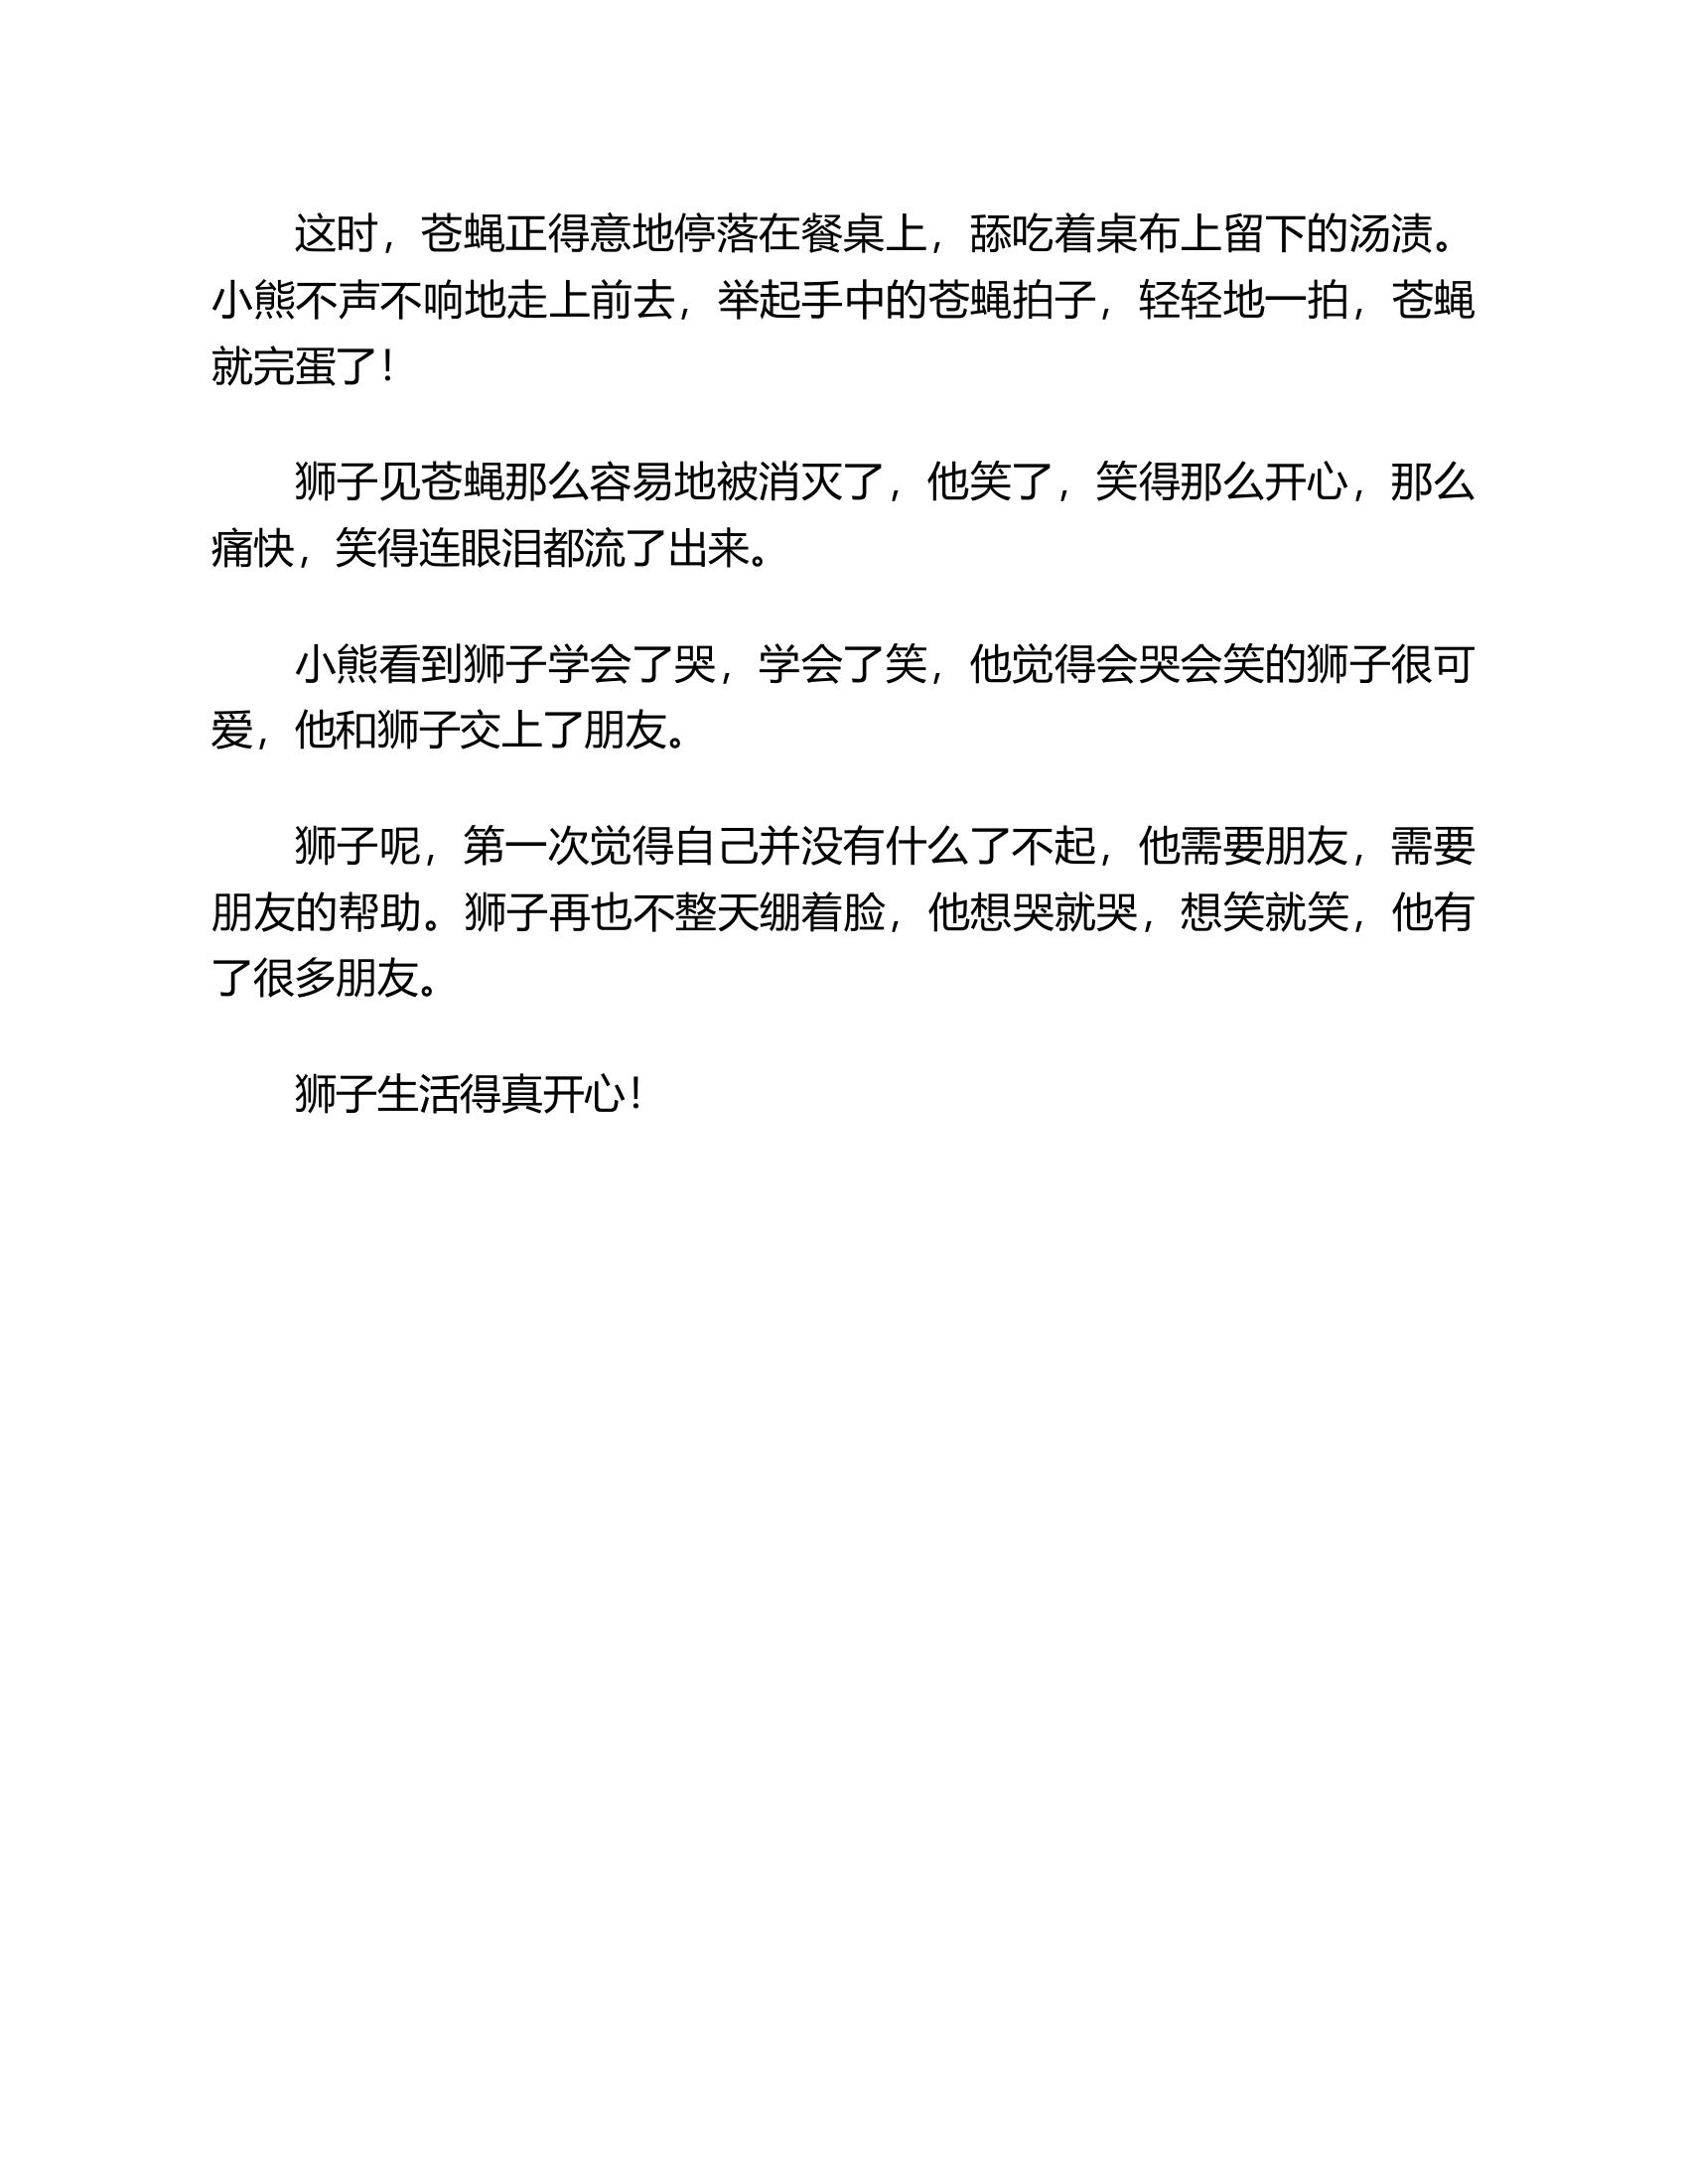 这时，苍蝇正得意地停落在餐桌上，舔吃着桌布上留下的汤渍。
小熊不声不响地走上前去，举起手中的苍蝇拍子，轻轻地一拍，苍蝇
就完蛋了！
狮子见苍蝇那么容易地被消灭了，他笑了，笑得那么开心，那么
痛快，笑得连眼泪都流了出来。
小熊看到狮子学会了哭，学会了笑，他觉得会哭会笑的狮子很可
爱，他和狮子交上了朋友。
狮子呢，第一次觉得自己并没有什么了不起，他需要朋友，需要
朋友的帮助。狮子再也不整天绷着脸，他想哭就哭，想笑就笑，他有
了很多朋友。
狮子生活得真开心！